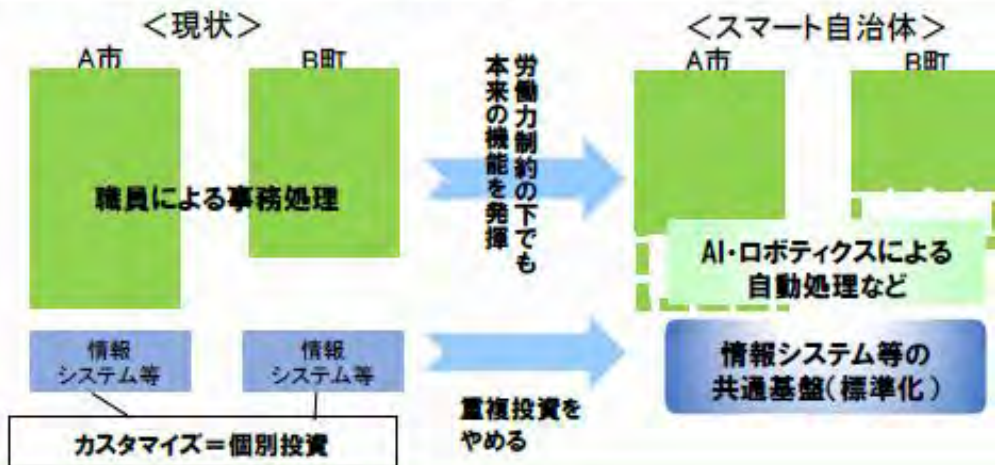 ＜現状＞
A市
B町
職員による事務処理
情報
システム等
情報
システム等
カスタマイズ＝個別投資
労働力制約の下でも
本来の機能を発揮
重複投資を
やめる
＜スマート自治体＞
A市
B町
AI・ロボティクスによる
自動処理など
情報システム等の
共通基盤（標準化）